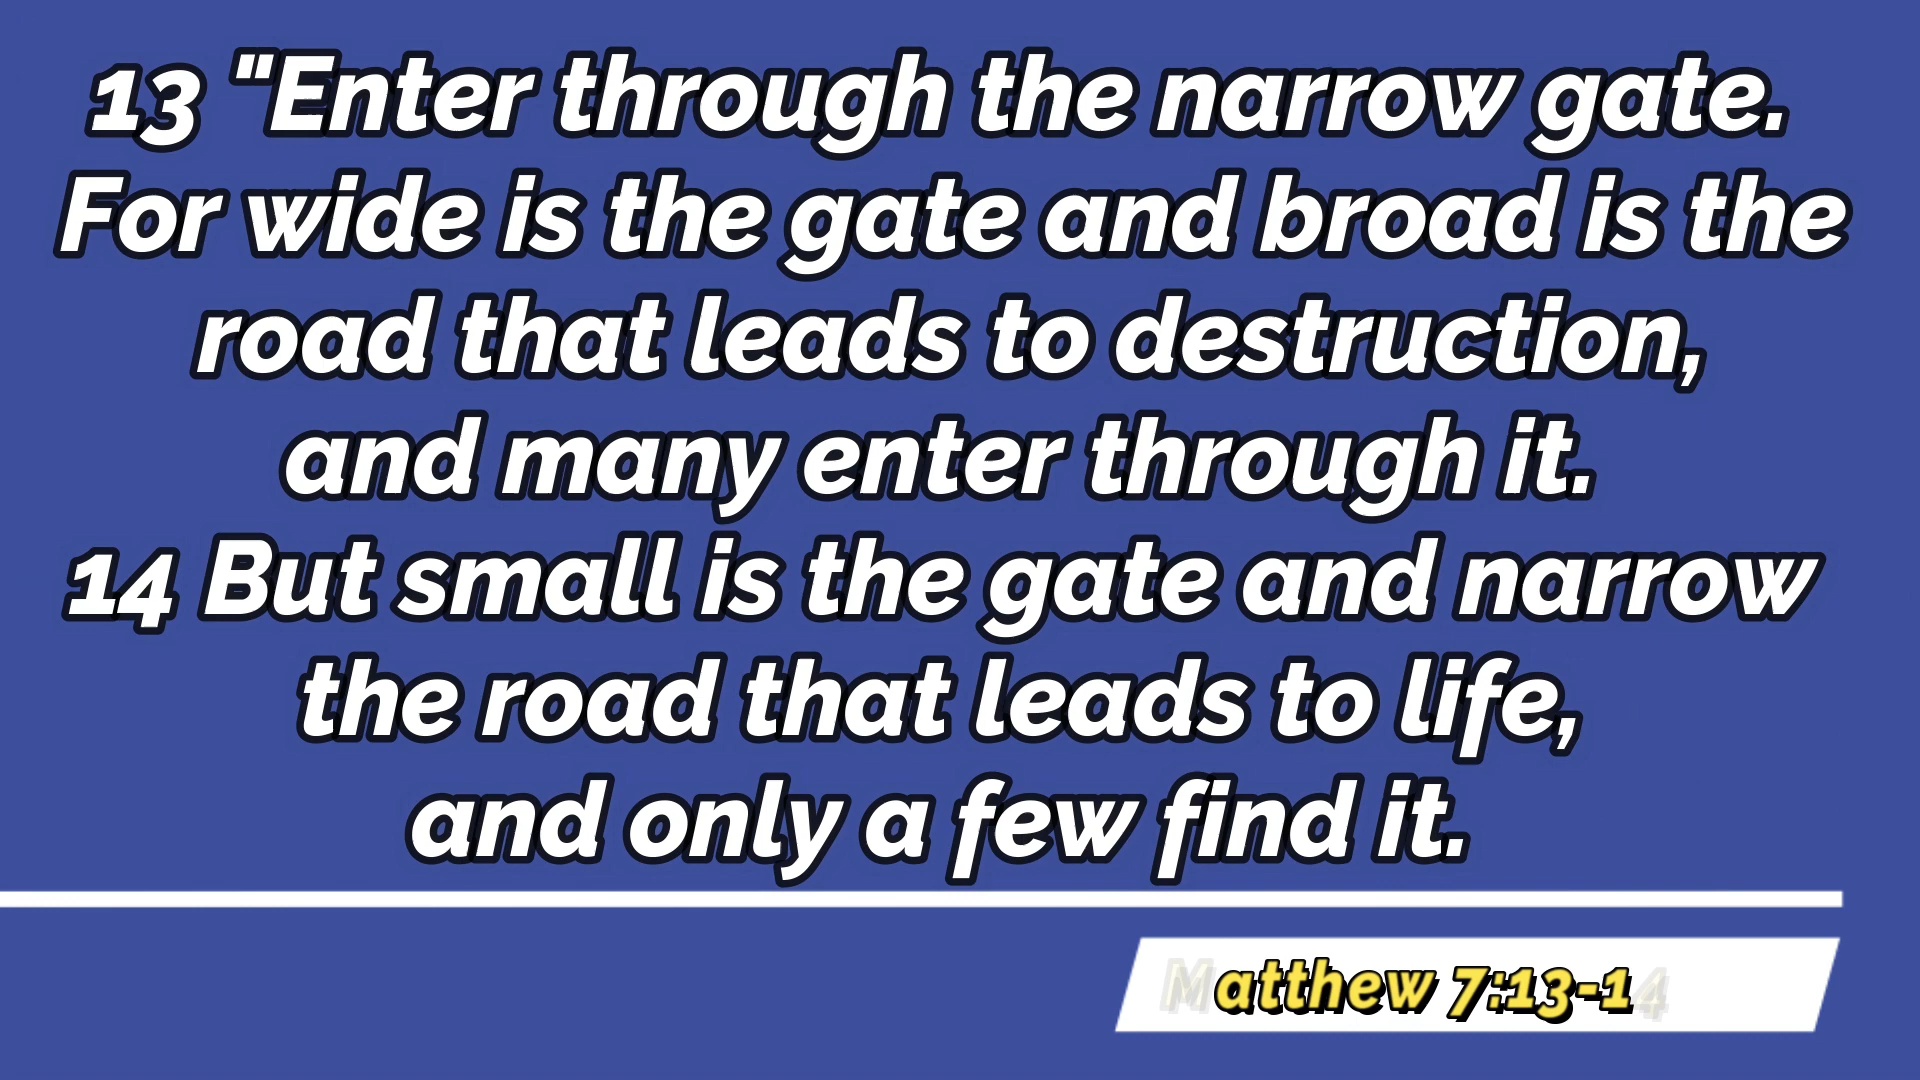 13 "Enter through the narrow gate.
For wide is the gate and broad is the
road that leads to destruction,
and many enter through it.
14 But small is the gate and narrow
the road that leads to life,
and only a few find it.
Matthew 7:13-14